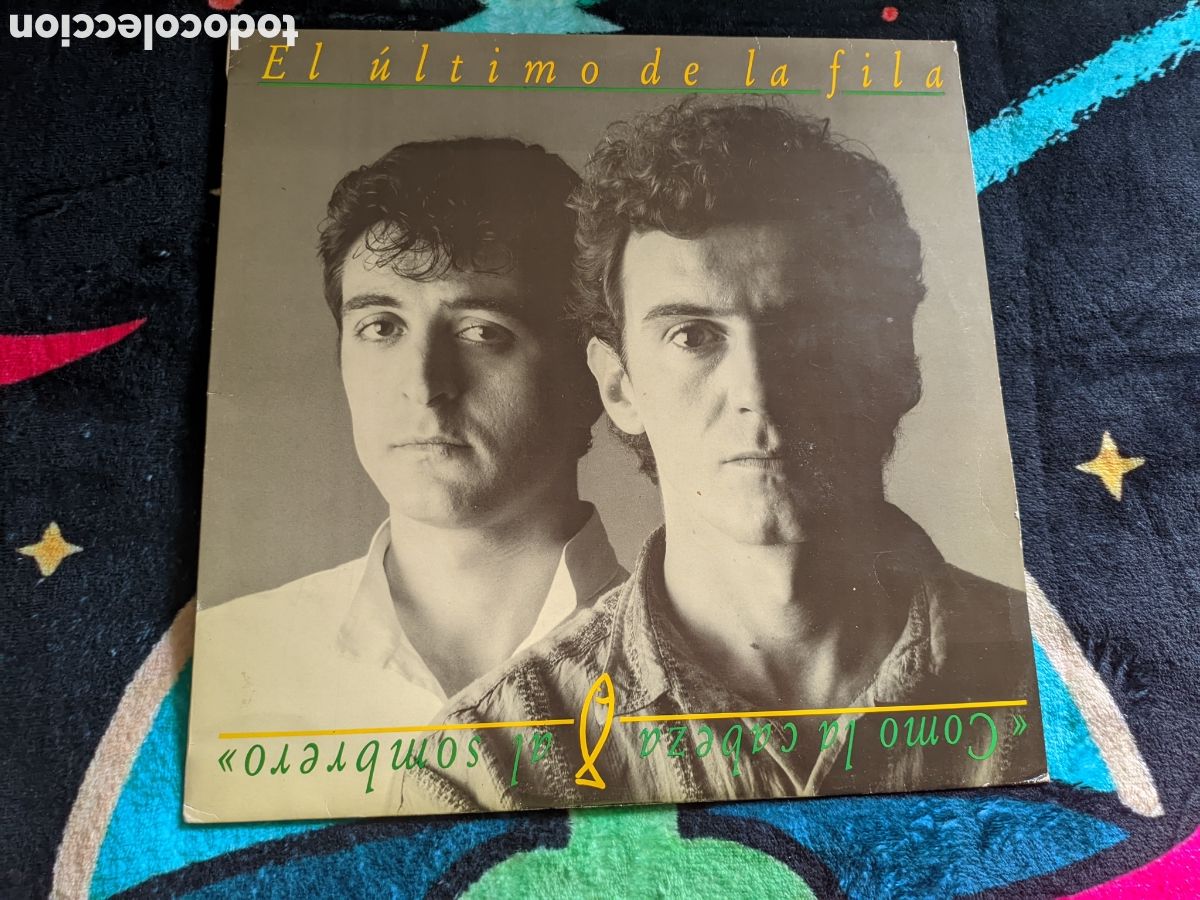 todocoleccion
El último de la fila
«Como la cabeza al sombrero»